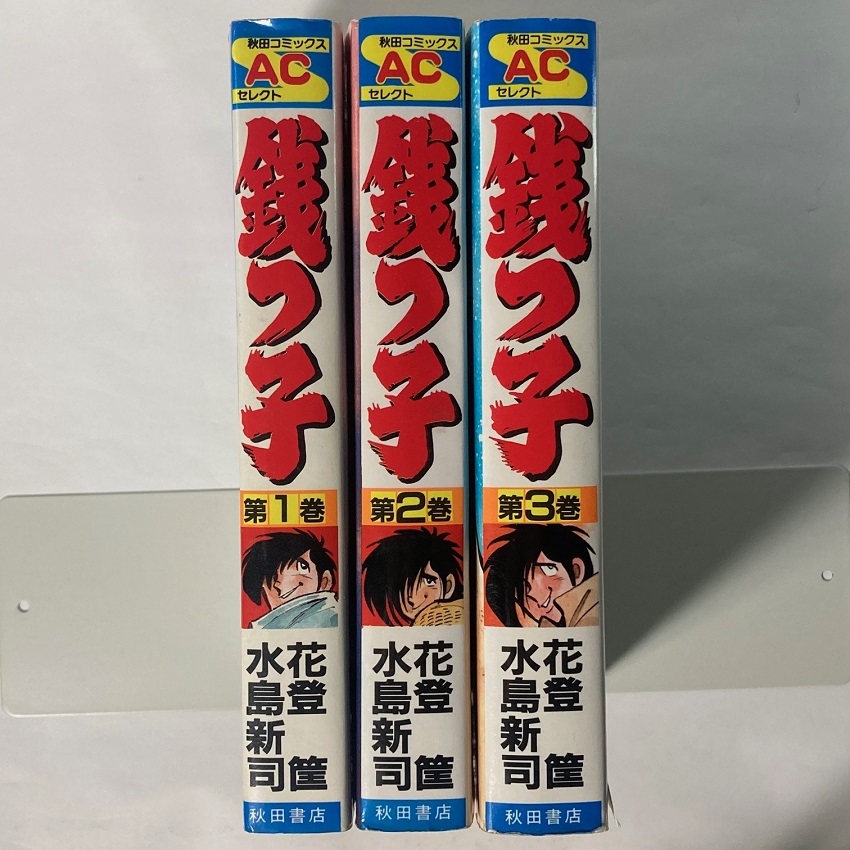 秋田コミックス
AC
セレクト
銭っ子
第1巻
花登 筐
水島新司
秋田書店
秋田コミックス
AC
セレクト
銭っ子
第2巻
花登 筐
水島新司
秋田書店
秋田コミックス
AC
セレクト
銭っ子
第3巻
花登 筐
水島新司
秋田書店